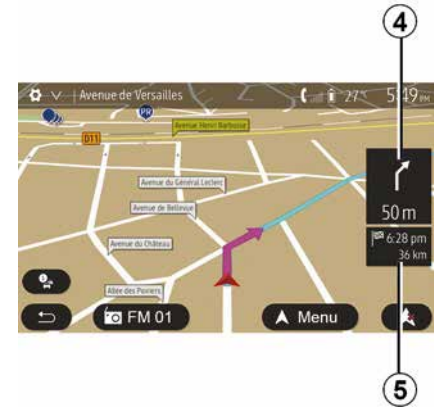 4
Avenue de Versailles
27°
5:49 PM
PR
Avenue Henri Barbusse
D11
Avenue du Général Leclerc
Avenue de Bellevue
50 m
6:28 pm
36 km
Avenue du Château
Allée des Poiriers
FM 01
Menu
5